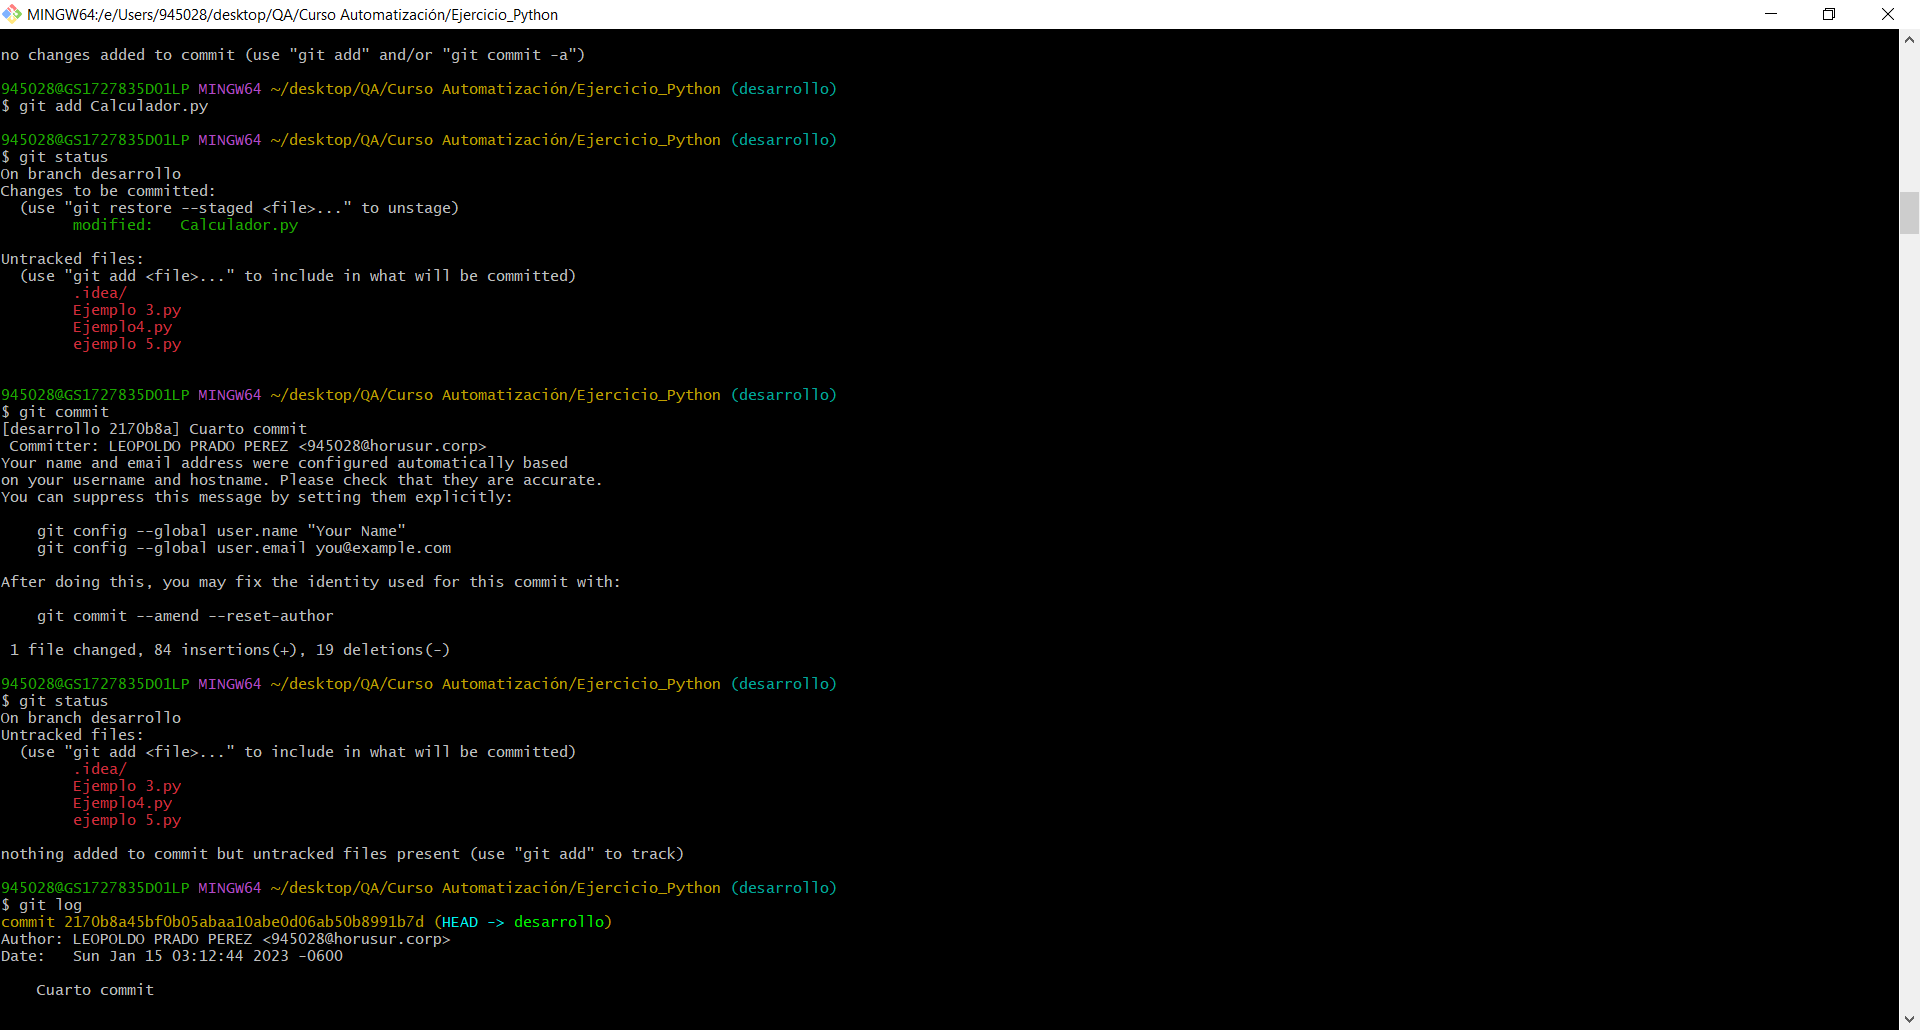 MINGW64:/e/Users/945028/desktop/QA/Curso Automatización/Ejercicio_Python
no changes added to commit (use "git add" and/or "git commit -a")
945028@GS1727835D01LP MINGW64 ~/desktop/QA/Curso Automatización/Ejercicio_Python (desarrollo)
$ git add Calculador.py
945028@GS1727835D01LP MINGW64 ~/desktop/QA/Curso Automatización/Ejercicio_Python (desarrollo)
$ git status
On branch desarrollo
Changes to be committed:
  (use "git restore --staged <file>..." to unstage)
        modified:   Calculador.py
Untracked files:
  (use "git add <file>..." to include in what will be committed)
        .idea/
        Ejemplo 3.py
        Ejemplo4.py
        ejemplo 5.py
945028@GS1727835D01LP MINGW64 ~/desktop/QA/Curso Automatización/Ejercicio_Python (desarrollo)
$ git commit
[desarrollo 2170b8a] Cuarto commit
 Committer: LEOPOLDO PRADO PEREZ <945028@horusur.corp>
Your name and email address were configured automatically based
on your username and hostname. Please check that they are accurate.
You can suppress this message by setting them explicitly:
    git config --global user.name "Your Name"
    git config --global user.email you@example.com
After doing this, you may fix the identity used for this commit with:
    git commit --amend --reset-author
 1 file changed, 84 insertions(+), 19 deletions(-)
945028@GS1727835D01LP MINGW64 ~/desktop/QA/Curso Automatización/Ejercicio_Python (desarrollo)
$ git status
On branch desarrollo
Untracked files:
  (use "git add <file>..." to include in what will be committed)
        .idea/
        Ejemplo 3.py
        Ejemplo4.py
        ejemplo 5.py
nothing added to commit but untracked files present (use "git add" to track)
945028@GS1727835D01LP MINGW64 ~/desktop/QA/Curso Automatización/Ejercicio_Python (desarrollo)
$ git log
commit 2170b8a45bf0b05abaa10abe0d06ab50b8991b7d (HEAD -> desarrollo)
Author: LEOPOLDO PRADO PEREZ <945028@horusur.corp>
Date:   Sun Jan 15 03:12:44 2023 -0600
    Cuarto commit